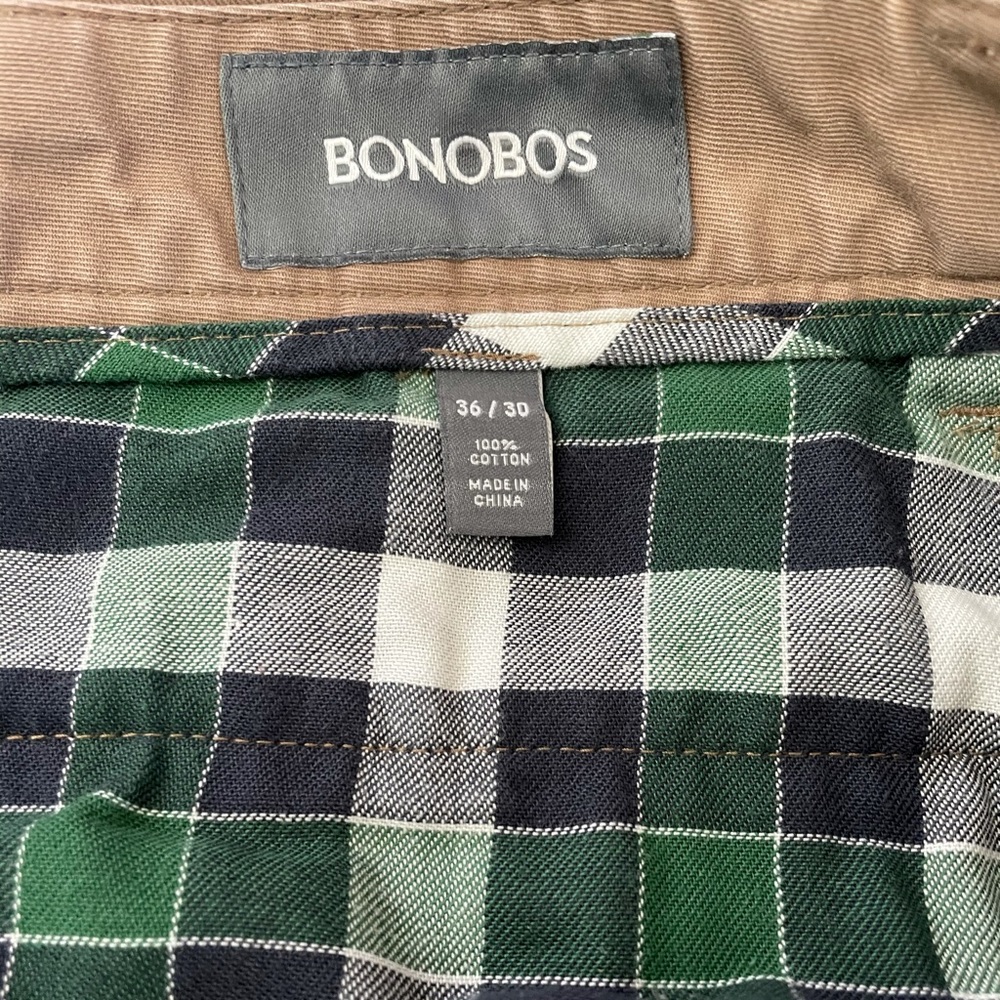 BONOBOS
36 / 30
100%
COTTON
MADE IN
CHINA